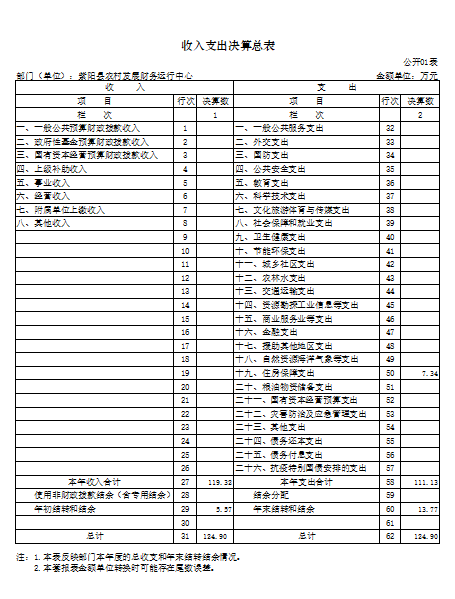 收入支出决算总表
公开01表
部门（单位）：紫阳县农村发展财务运行中心 金额单位：万元
收 入 支 出
项 目 行次 决算数 项 目 行次 决算数
栏 次 1 栏 次 2
一、一般公共预算财政拨款收入 1 一、一般公共服务支出 32
二、政府性基金预算财政拨款收入 2 二、外交支出 33
三、国有资本经营预算财政拨款收入 3 三、国防支出 34
四、上级补助收入 4 四、公共安全支出 35
五、事业收入 5 五、教育支出 36
六、经营收入 6 六、科学技术支出 37
七、附属单位上缴收入 7 七、文化旅游体育与传媒支出 38
八、其他收入 8 八、社会保障和就业支出 39
9 九、卫生健康支出 40
10 十、节能环保支出 41
11 十一、城乡社区支出 42
12 十二、农林水支出 43
13 十三、交通运输支出 44
14 十四、资源勘探工业信息等支出 45
15 十五、商业服务业等支出 46
16 十六、金融支出 47
17 十七、援助其他地区支出 48
18 十八、自然资源海洋气象等支出 49
19 十九、住房保障支出 50 7.34
20 二十、粮油物资储备支出 51
21 二十一、国有资本经营预算支出 52
22 二十二、灾害防治及应急管理支出 53
23 二十三、其他支出 54
24 二十四、债务还本支出 55
25 二十五、债务付息支出 56
26 二十六、抗疫特别国债安排的支出 57
本年收入合计 27 119.32 本年支出合计 58 111.13
使用非财政拨款结余（含专用结余） 28 结余分配 59
年初结转和结余 29 5.57 年末结转和结余 60 13.77
30 61
总计 31 124.90 总计 62 124.90
注：1.本表反映部门本年度的总收支和年末结转结余情况。
2.本套报表金额单位转换时可能存在尾数误差。